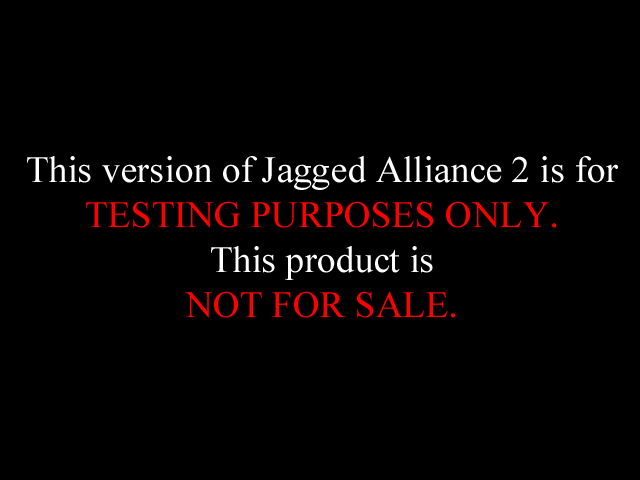 This version of Jagged Alliance 2 is for
TESTING PURPOSES ONLY.
This product is
NOT FOR SALE.